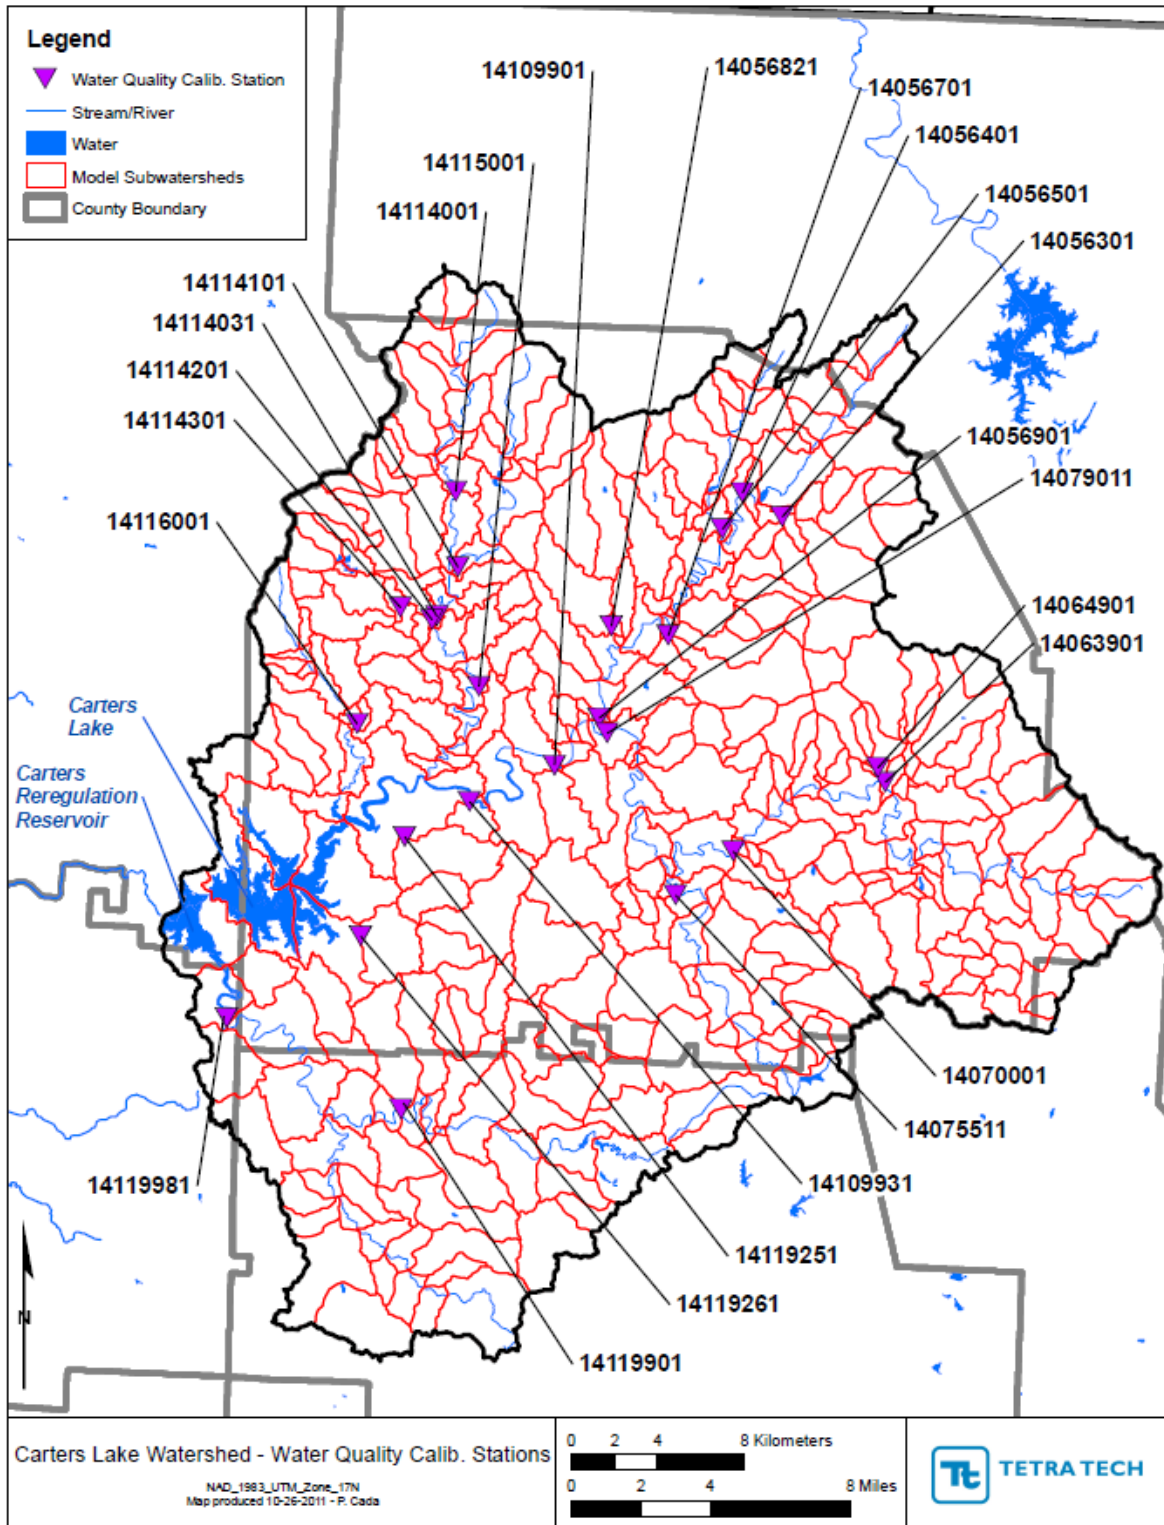 Legend
Water Quality Calib. Station
Stream/River
Water
Model Subwatersheds
County Boundary
14109901
14056821
14056701
14056401
14115001
14056501
14114001
14056301
14114101
14114031
14114201
14114301
14056901
14079011
14116001
14064901
14063901
Carters
Lake
Carters
Reregulation
Reservoir
14070001
14075511
14119981
14109931
14119251
14119261
14119901
N
Carters Lake Watershed - Water Quality Calib. Stations
NAD_1983_UTM_Zone_17N
Map produced 10-26-2011 - P. Cada
0 2 4 8 Kilometers
0 2 4 8 Miles
Tt TETRA TECH